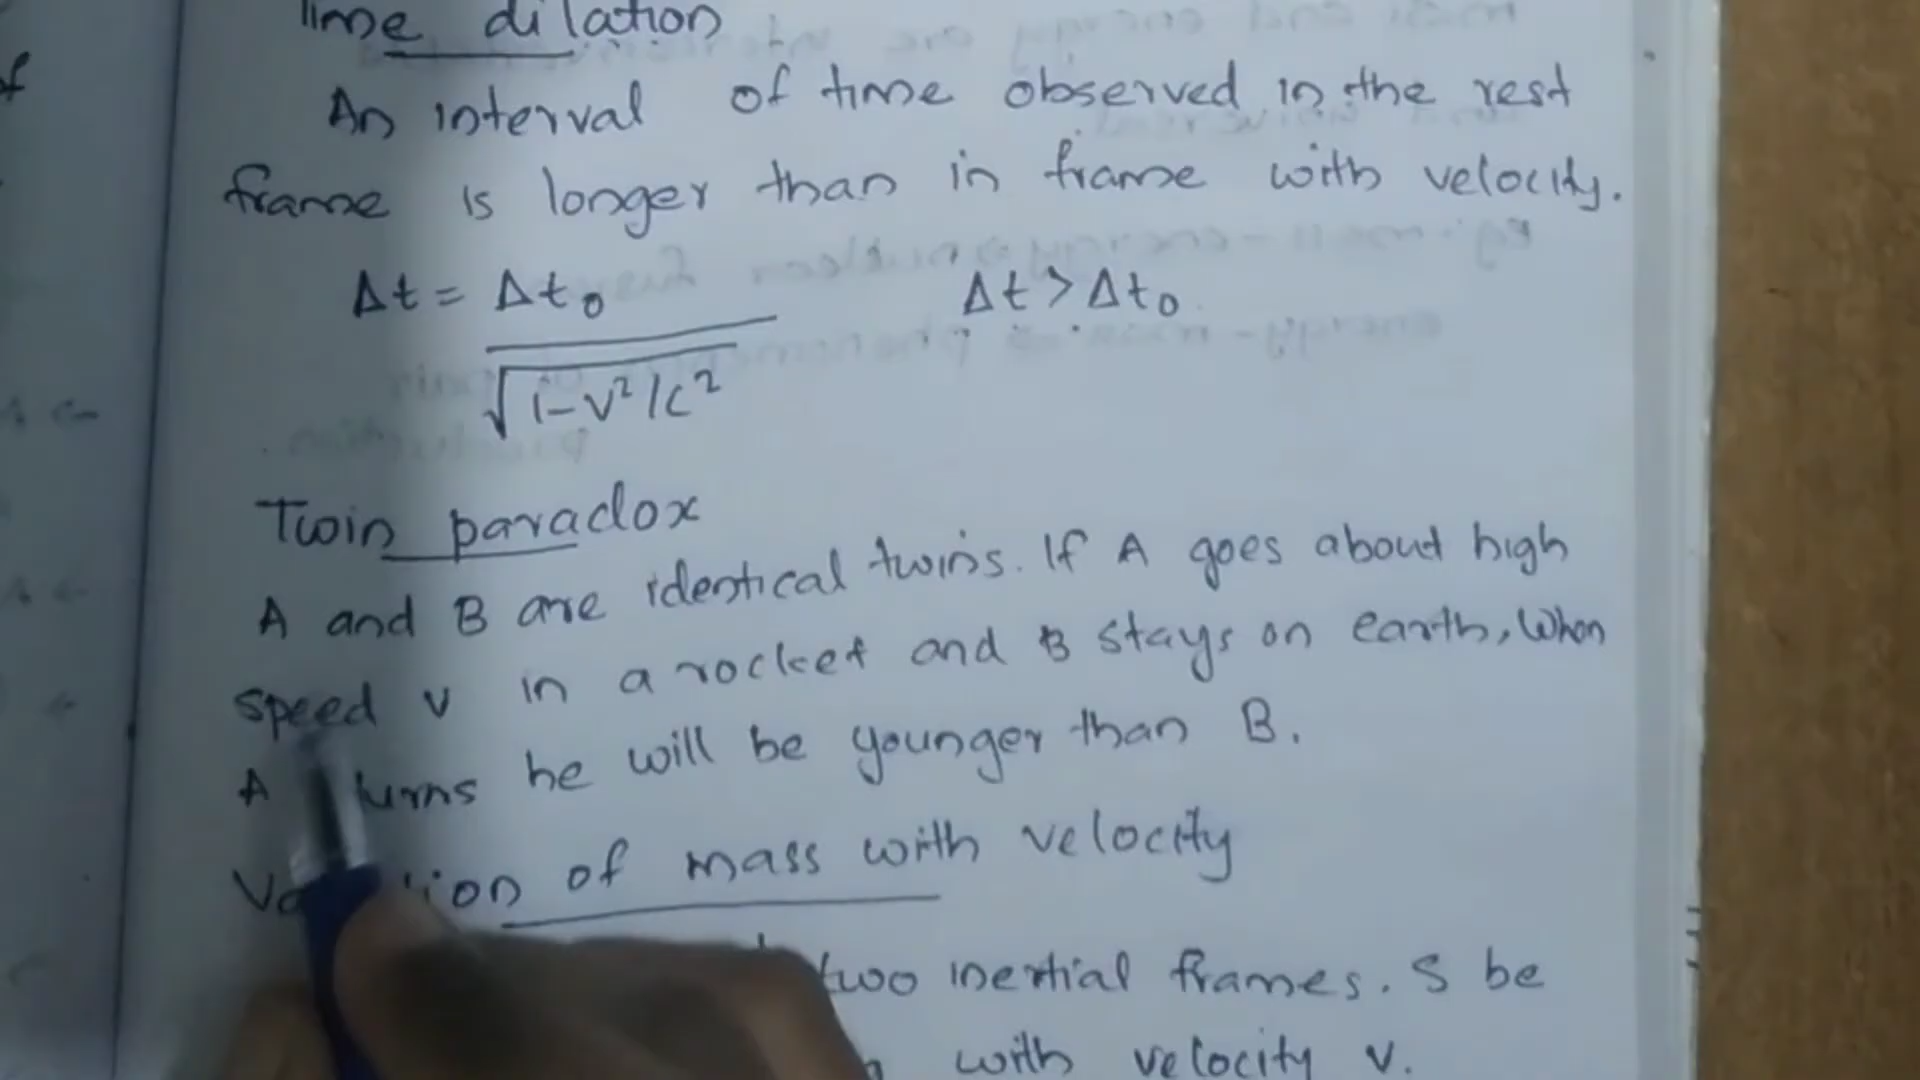 Time dilation
An interval of time observed in the rest
frame is longer than in frame with velocity.
Δt = Δt₀ Δt > Δt₀
√1-v²/c²
Twin paradox
A and B are identical twins. If A goes about high
speed v in a rocket and B stays on earth, when
A turns he will be younger than B.
of mass with velocity
two inertial frames. S be
with velocity v.